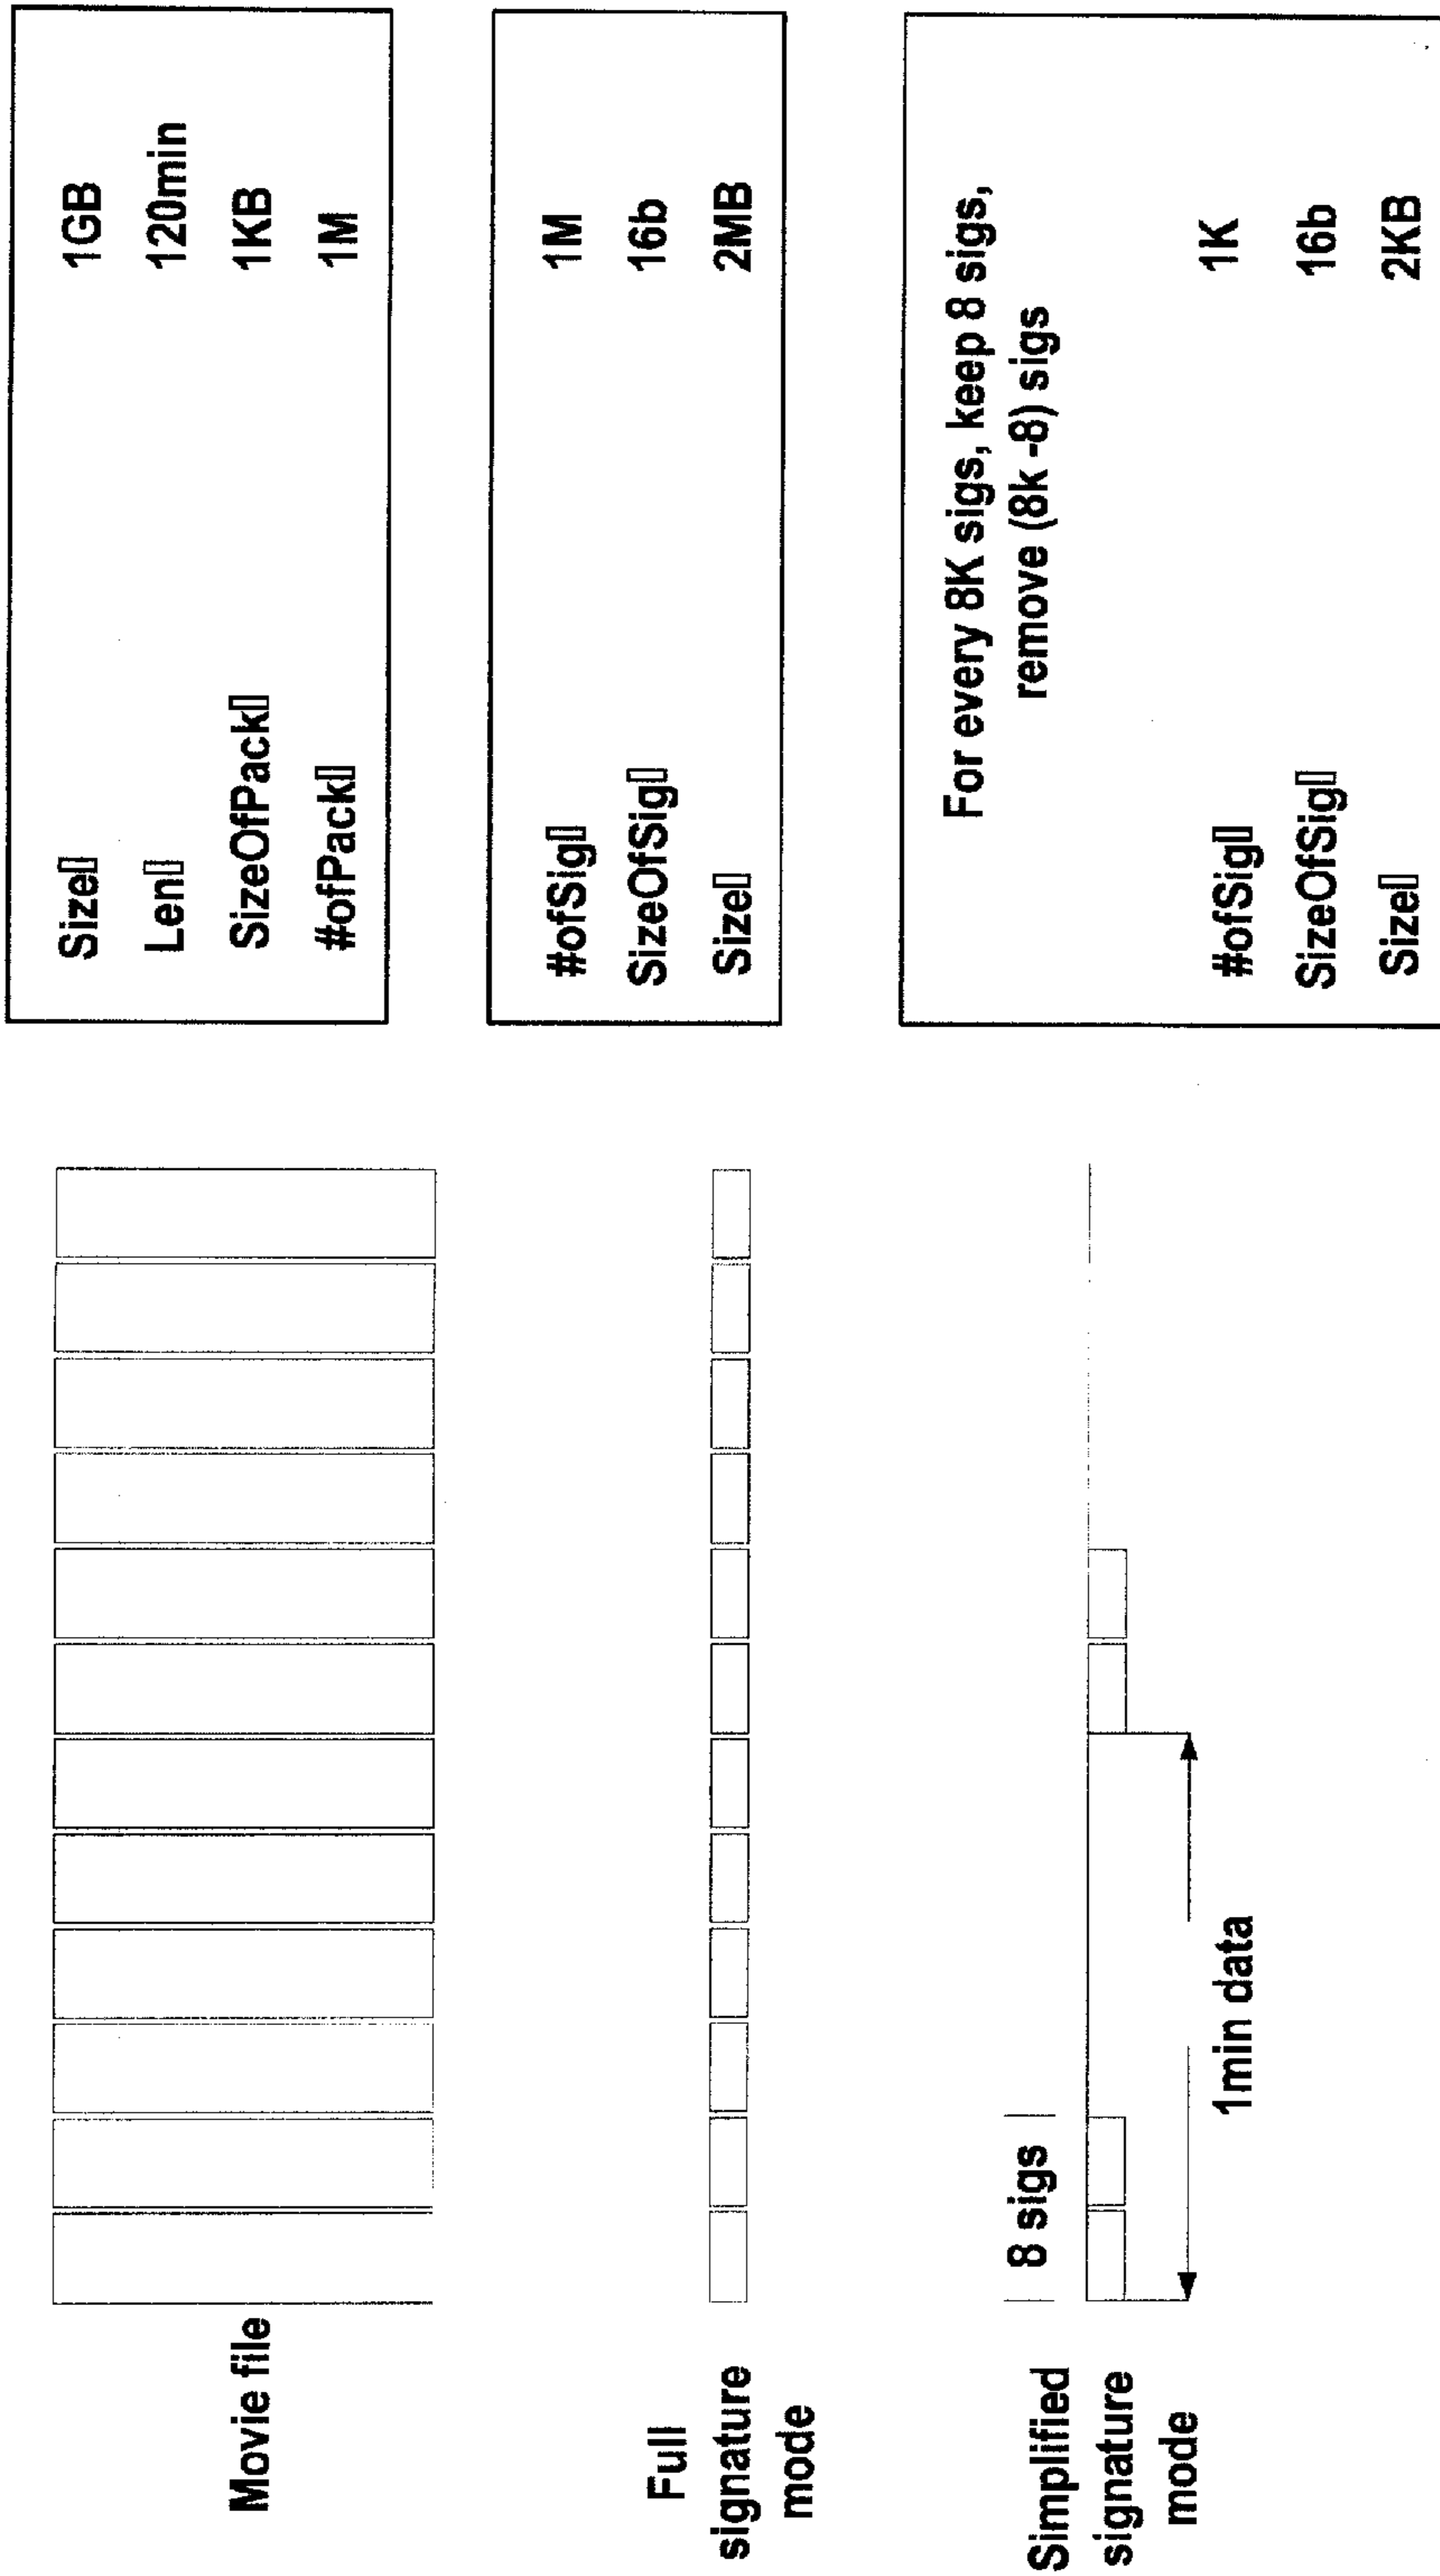 Movie file
Size 1GB
Len 120min
SizeOfPack 1KB
#ofPack 1M
Full
signature
mode
#ofSig 1M
SizeOfSig 16b
Size 2MB
Simplified
signature
mode
8 sigs
1min data
For every 8K sigs, keep 8 sigs,
remove (8k -8) sigs
#ofSig 1K
SizeOfSig 16b
Size 2KB